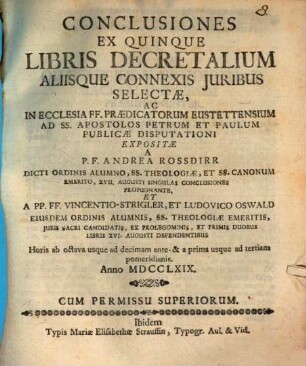 8.
CONCLUSIONES
EX QUINQUE
LIBRIS DECRETALIUM
ALIISQUE CONNEXIS JURIBUS
SELECTÆ,
AC
IN ECCLESIA FF. PRÆDICATORUM EUSTETTENSIUM
AD SS. APOSTOLOS PETRUM ET PAULUM
PUBLICÆ DISPUTATIONI
EXPOSITÆ
A
P. F. ANDREA ROSSDIRR
DICTI ORDINIS ALUMNO, SS. THEOLOGIÆ, ET SS. CANONUM
EMERITO, XVII. AUGUSTI SINGULAS CONCLUSIONES
PROPUGNANTE,
ET
A PP. FF. VINCENTIO-STRIGLER, ET LUDOVICO OSWALD
EIUSDEM ORDINIS ALUMNIS, SS. THEOLOGIÆ EMERITIS,
JURIS SACRI CANDIDATIS, EX PROLEGOMINIS, ET PRIMIS DUOBUS
LIBRIS XVI. AUGUSTI DEFENDENTIBUS
Horis ab octava usque ad decimam ante- & a prima usque ad tertiam
pomeridianis.
Anno MDCCLXIX.
CUM PERMISSU SUPERIORUM.
Ibidem
Typis Mariæ Elisabethæ Straussin, Typogr. Aul. & Vid.